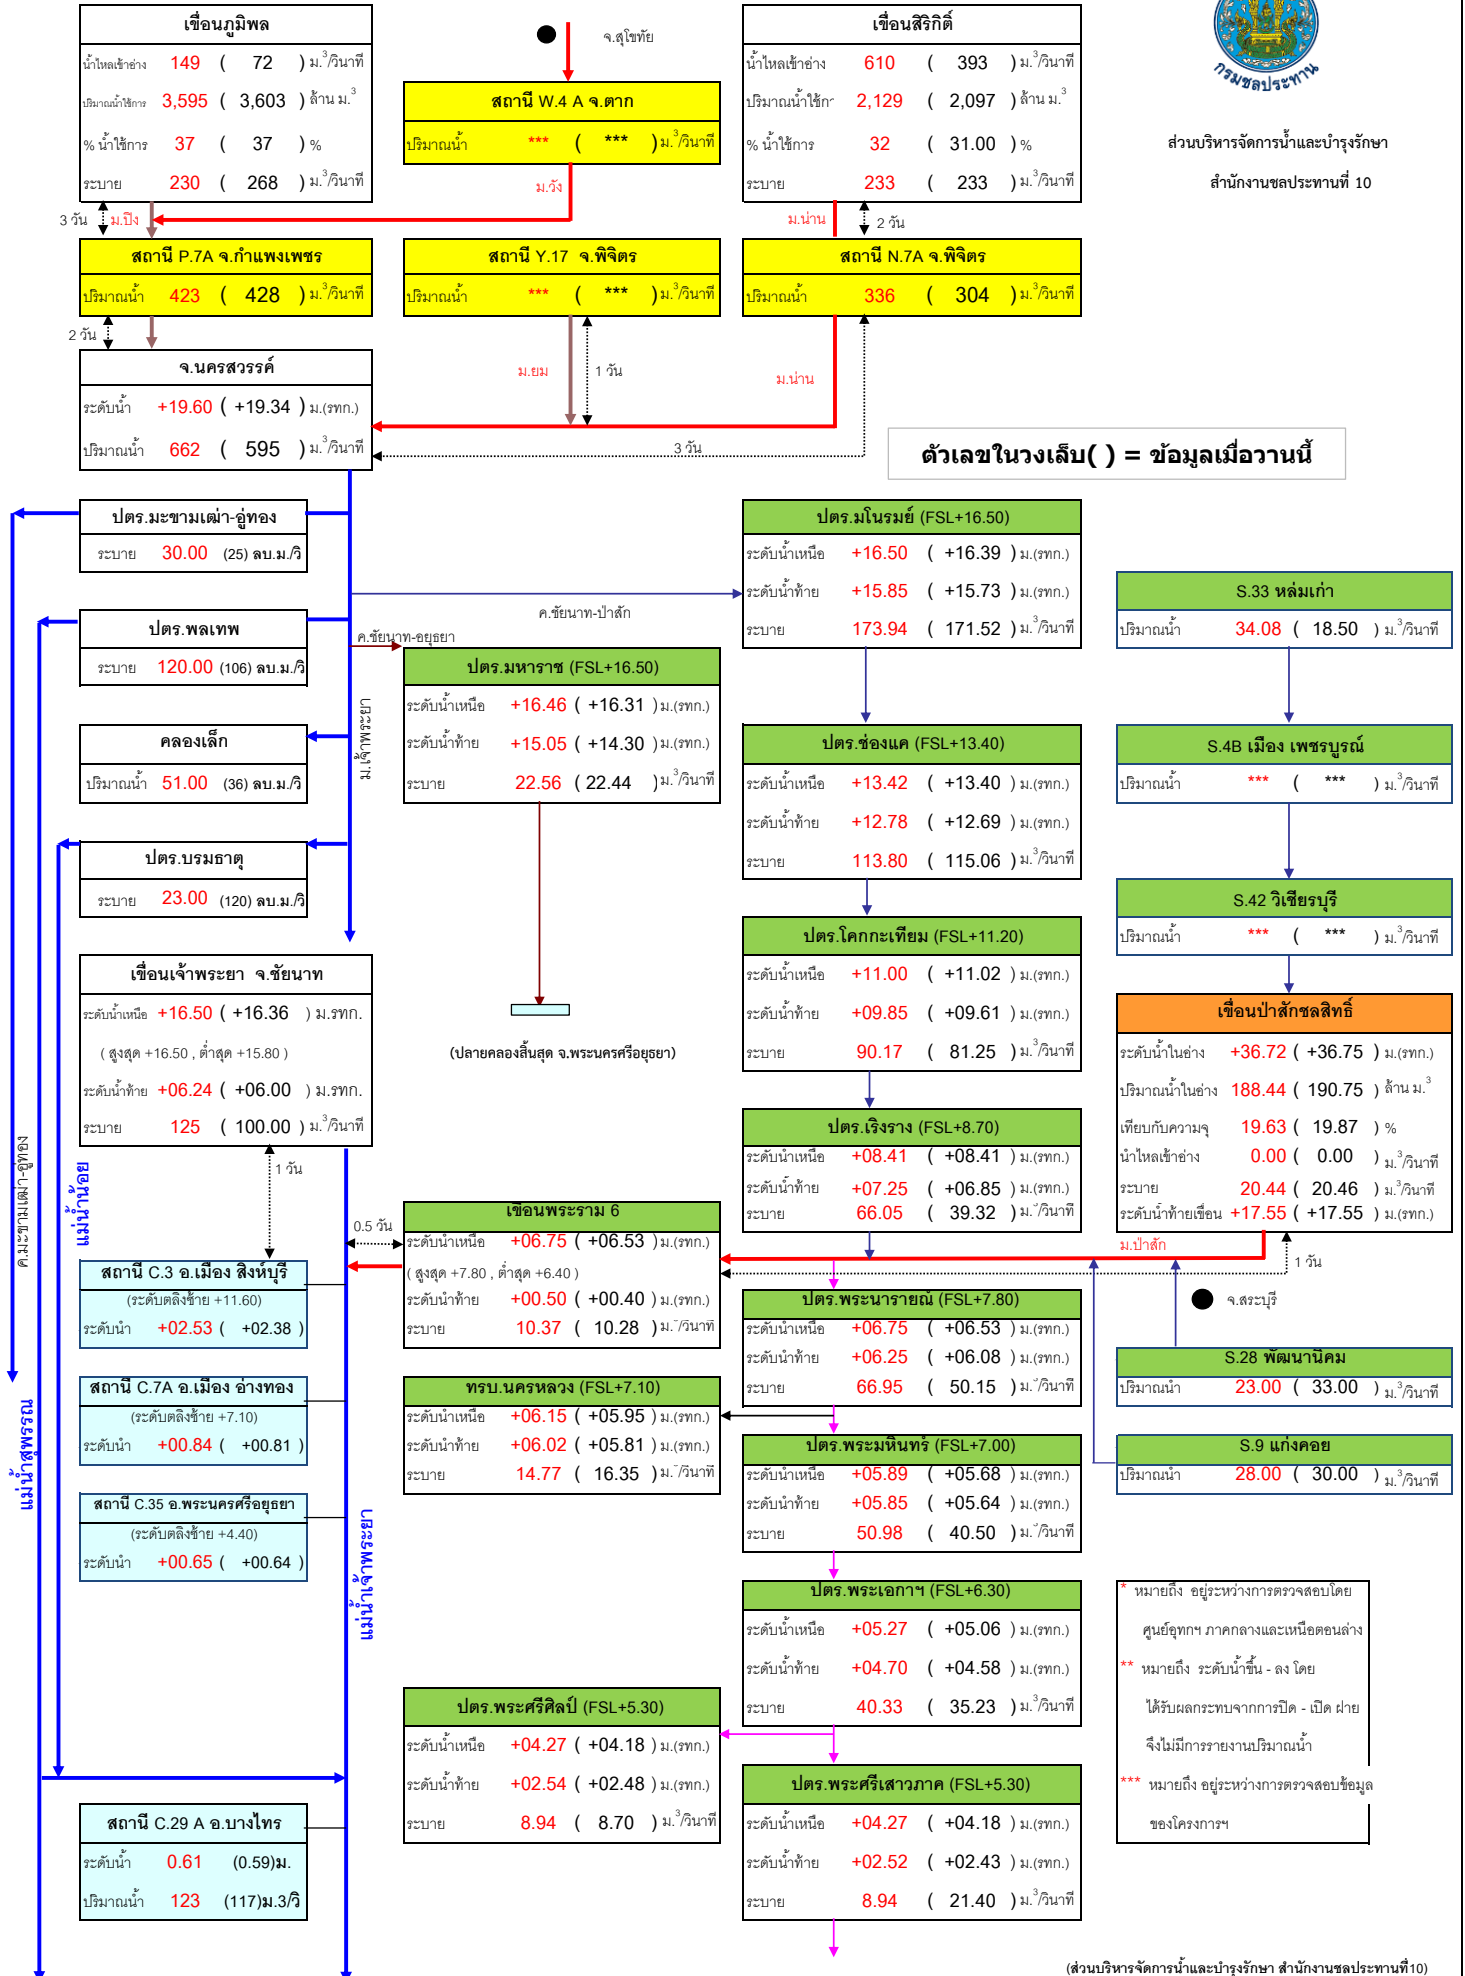 เขื่อนภูมิพล
น้ำไหลเข้าอ่าง 149 ( 72 ) ม.³/วินาที
ปริมาณน้ำใช้การ 3,595 ( 3,603 ) ล้าน ม.³
% น้ำใช้การ 37 ( 37 ) %
ระบาย 230 ( 268 ) ม.³/วินาที
จ.สุโขทัย
สถานี W.4 A จ.ตาก
ปริมาณน้ำ *** ( *** ) ม.³/วินาที
ม.วัง
เขื่อนสิริกิติ์
น้ำไหลเข้าอ่าง 610 ( 393 ) ม.³/วินาที
ปริมาณน้ำใช้กา 2,129 ( 2,097 ) ล้าน ม.³
% น้ำใช้การ 32 ( 31.00 ) %
ระบาย 233 ( 233 ) ม.³/วินาที
กรมชลประทาน
ส่วนบริหารจัดการน้ำและบำรุงรักษา
สำนักงานชลประทานที่ 10
3 วัน ม.ปิง
ม.น่าน 2 วัน
สถานี P.7A จ.กำแพงเพชร
ปริมาณน้ำ 423 ( 428 ) ม.³/วินาที
สถานี Y.17 จ.พิจิตร
ปริมาณน้ำ *** ( *** ) ม.³/วินาที
สถานี N.7A จ.พิจิตร
ปริมาณน้ำ 336 ( 304 ) ม.³/วินาที
2 วัน
ม.ยม 1 วัน
ม.น่าน
จ.นครสวรรค์
ระดับน้ำ +19.60 ( +19.34 ) ม.(รทก.)
ปริมาณน้ำ 662 ( 595 ) ม.³/วินาที
3 วัน
ตัวเลขในวงเล็บ( ) = ข้อมูลเมื่อวานนี้
ปตร.มะขามเฒ่า-อู่ทอง
ระบาย 30.00 (25) ลบ.ม./วิ
ปตร.พลเทพ
ระบาย 120.00 (106) ลบ.ม./วิ
คลองเล็ก
ปริมาณน้ำ 51.00 (36) ลบ.ม./วิ
ปตร.บรมธาตุ
ระบาย 23.00 (120) ลบ.ม./วิ
ม.เจ้าพระยา
ค.ชัยนาท-ป่าสัก
ค.ชัยนาท-อยุธยา
ปตร.มหาราช (FSL+16.50)
ระดับน้ำเหนือ +16.46 ( +16.31 ) ม.(รทก.)
ระดับน้ำท้าย +15.05 ( +14.30 ) ม.(รทก.)
ระบาย 22.56 ( 22.44 ) ม.³/วินาที
(ปลายคลองสิ้นสุด จ.พระนครศรีอยุธยา)
ปตร.มโนรมย์ (FSL+16.50)
ระดับน้ำเหนือ +16.50 ( +16.39 ) ม.(รทก.)
ระดับน้ำท้าย +15.85 ( +15.73 ) ม.(รทก.)
ระบาย 173.94 ( 171.52 ) ม.³/วินาที
ปตร.ช่องแค (FSL+13.40)
ระดับน้ำเหนือ +13.42 ( +13.40 ) ม.(รทก.)
ระดับน้ำท้าย +12.78 ( +12.69 ) ม.(รทก.)
ระบาย 113.80 ( 115.06 ) ม.³/วินาที
ปตร.โคกกะเทียม (FSL+11.20)
ระดับน้ำเหนือ +11.00 ( +11.02 ) ม.(รทก.)
ระดับน้ำท้าย +09.85 ( +09.61 ) ม.(รทก.)
ระบาย 90.17 ( 81.25 ) ม.³/วินาที
ปตร.เริงราง (FSL+8.70)
ระดับน้ำเหนือ +08.41 ( +08.41 ) ม.(รทก.)
ระดับน้ำท้าย +07.25 ( +06.85 ) ม.(รทก.)
ระบาย 66.05 ( 39.32 ) ม.³/วินาที
S.33 หล่มเก่า
ปริมาณน้ำ 34.08 ( 18.50 ) ม.³/วินาที
S.4B เมือง เพชรบูรณ์
ปริมาณน้ำ *** ( *** ) ม.³/วินาที
S.42 วิเชียรบุรี
ปริมาณน้ำ *** ( *** ) ม.³/วินาที
เขื่อนป่าสักชลสิทธิ์
ระดับน้ำในอ่าง +36.72 ( +36.75 ) ม.(รทก.)
ปริมาณน้ำในอ่าง 188.44 ( 190.75 ) ล้าน ม.³
เทียบกับความจุ 19.63 ( 19.87 ) %
น้ำไหลเข้าอ่าง 0.00 ( 0.00 ) ม.³/วินาที
ระบาย 20.44 ( 20.46 ) ม.³/วินาที
ระดับน้ำท้ายเขื่อน +17.55 ( +17.55 ) ม.(รทก.)
ม.ป่าสัก
1 วัน
จ.สระบุรี
เขื่อนเจ้าพระยา จ.ชัยนาท
ระดับน้ำเหนือ +16.50 ( +16.36 ) ม.รทก.
( สูงสุด +16.50 , ต่ำสุด +15.80 )
ระดับน้ำท้าย +06.24 ( +06.00 ) ม.รทก.
ระบาย 125 ( 100.00 ) ม.³/วินาที
1 วัน
0.5 วัน
ค.มะขามเฒ่า-อู่ทอง
แม่น้ำน้อย
แม่น้ำสุพรรณ
แม่น้ำเจ้าพระยา
เขื่อนพระราม 6
ระดับน้ำเหนือ +06.75 ( +06.53 ) ม.(รทก.)
( สูงสุด +7.80 , ต่ำสุด +6.40 )
ระดับน้ำท้าย +00.50 ( +00.40 ) ม.(รทก.)
ระบาย 10.37 ( 10.28 ) ม.³/วินาที
สถานี C.3 อ.เมือง สิงห์บุรี
(ระดับตลิ่งซ้าย +11.60)
ระดับน้ำ +02.53 ( +02.38 )
สถานี C.7A อ.เมือง อ่างทอง
(ระดับตลิ่งซ้าย +7.10)
ระดับน้ำ +00.84 ( +00.81 )
สถานี C.35 อ.พระนครศรีอยุธยา
(ระดับตลิ่งซ้าย +4.40)
ระดับน้ำ +00.65 ( +00.64 )
ทรบ.นครหลวง (FSL+7.10)
ระดับน้ำเหนือ +06.15 ( +05.95 ) ม.(รทก.)
ระดับน้ำท้าย +06.02 ( +05.81 ) ม.(รทก.)
ระบาย 14.77 ( 16.35 ) ม.³/วินาที
ปตร.พระนารายณ์ (FSL+7.80)
ระดับน้ำเหนือ +06.75 ( +06.53 ) ม.(รทก.)
ระดับน้ำท้าย +06.25 ( +06.08 ) ม.(รทก.)
ระบาย 66.95 ( 50.15 ) ม.³/วินาที
ปตร.พระมหินทร์ (FSL+7.00)
ระดับน้ำเหนือ +05.89 ( +05.68 ) ม.(รทก.)
ระดับน้ำท้าย +05.85 ( +05.64 ) ม.(รทก.)
ระบาย 50.98 ( 40.50 ) ม.³/วินาที
S.28 พัฒนานิคม
ปริมาณน้ำ 23.00 ( 33.00 ) ม.³/วินาที
S.9 แก่งคอย
ปริมาณน้ำ 28.00 ( 30.00 ) ม.³/วินาที
ปตร.พระเอกาฯ (FSL+6.30)
ระดับน้ำเหนือ +05.27 ( +05.06 ) ม.(รทก.)
ระดับน้ำท้าย +04.70 ( +04.58 ) ม.(รทก.)
ระบาย 40.33 ( 35.23 ) ม.³/วินาที
ปตร.พระศรีศิลป์ (FSL+5.30)
ระดับน้ำเหนือ +04.27 ( +04.18 ) ม.(รทก.)
ระดับน้ำท้าย +02.54 ( +02.48 ) ม.(รทก.)
ระบาย 8.94 ( 8.70 ) ม.³/วินาที
ปตร.พระศรีเสาวภาค (FSL+5.30)
ระดับน้ำเหนือ +04.27 ( +04.18 ) ม.(รทก.)
ระดับน้ำท้าย +02.52 ( +02.43 ) ม.(รทก.)
ระบาย 8.94 ( 21.40 ) ม.³/วินาที
* หมายถึง อยู่ระหว่างการตรวจสอบโดย
ศูนย์อุทกฯ ภาคกลางและเหนือตอนล่าง
** หมายถึง ระดับน้ำขึ้น - ลง โดย
ได้รับผลกระทบจากการปิด - เปิด ฝาย
จึงไม่มีการรายงานปริมาณน้ำ
*** หมายถึง อยู่ระหว่างการตรวจสอบข้อมูล
ของโครงการฯ
สถานี C.29 A อ.บางไทร
ระดับน้ำ 0.61 (0.59)ม.
ปริมาณน้ำ 123 (117)ม.3/วิ
(ส่วนบริหารจัดการน้ำและบำรุงรักษา สำนักงานชลประทานที่10)